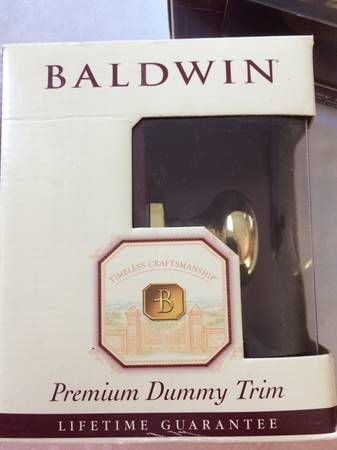 BALDWIN®
TIMELESS CRAFTSMANSHIP
B
Premium Dummy Trim
LIFETIME GUARANTEE